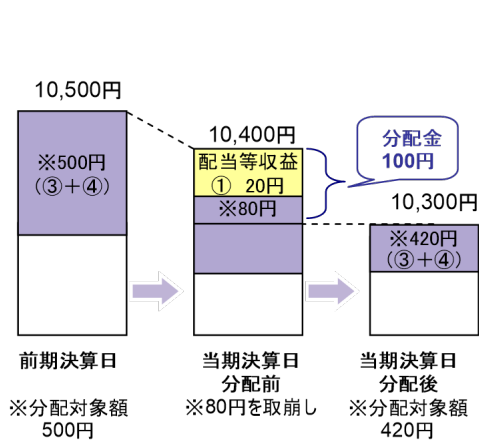 10,500円
※500円
(③+④)
10,400円
配当等収益
① 20円
※80円
分配金
100円
10,300円
※420円
(③+④)
前期決算日
当期決算日
分配前
当期決算日
分配後
※分配対象額
500円
※80円を取崩し
※分配対象額
420円